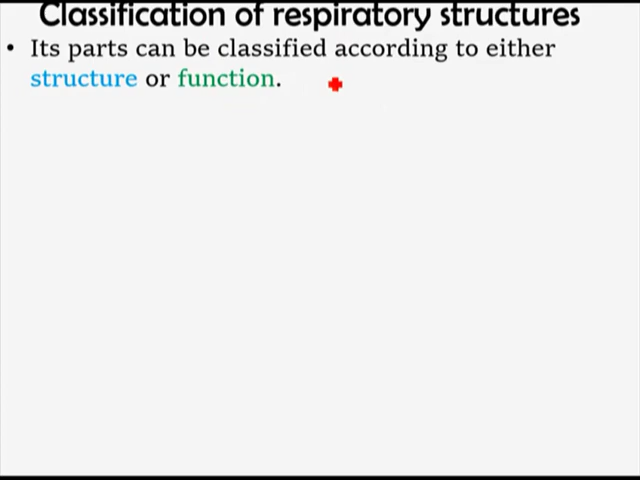 Classification of respiratory structures
• Its parts can be classified according to either
structure or function.